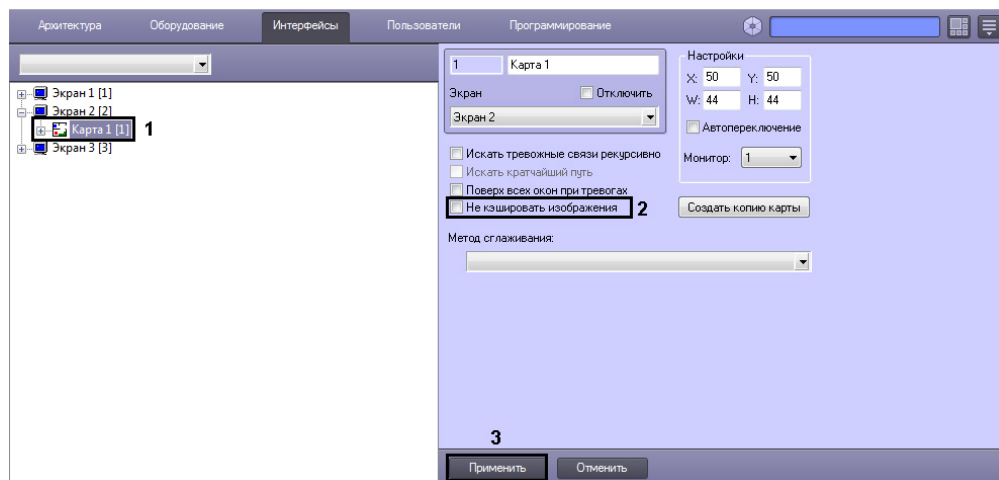 Архитектура Оборудование Интерфейсы Пользователи Программирование
Экран 1 [1]
Экран 2 [2]
Карта 1 [1] 1
Экран 3 [3]
1 Карта 1
Экран Отключить
Экран 2
Искать тревожные связи рекурсивно
Искать кратчайший путь
Поверх всех окон при тревогах
Не кэшировать изображения 2
Метод сглаживания:
Настройки
X: 50 Y: 50
W: 44 H: 44
Автопереключение
Монитор: 1
Создать копию карты
3
Применить Отменить